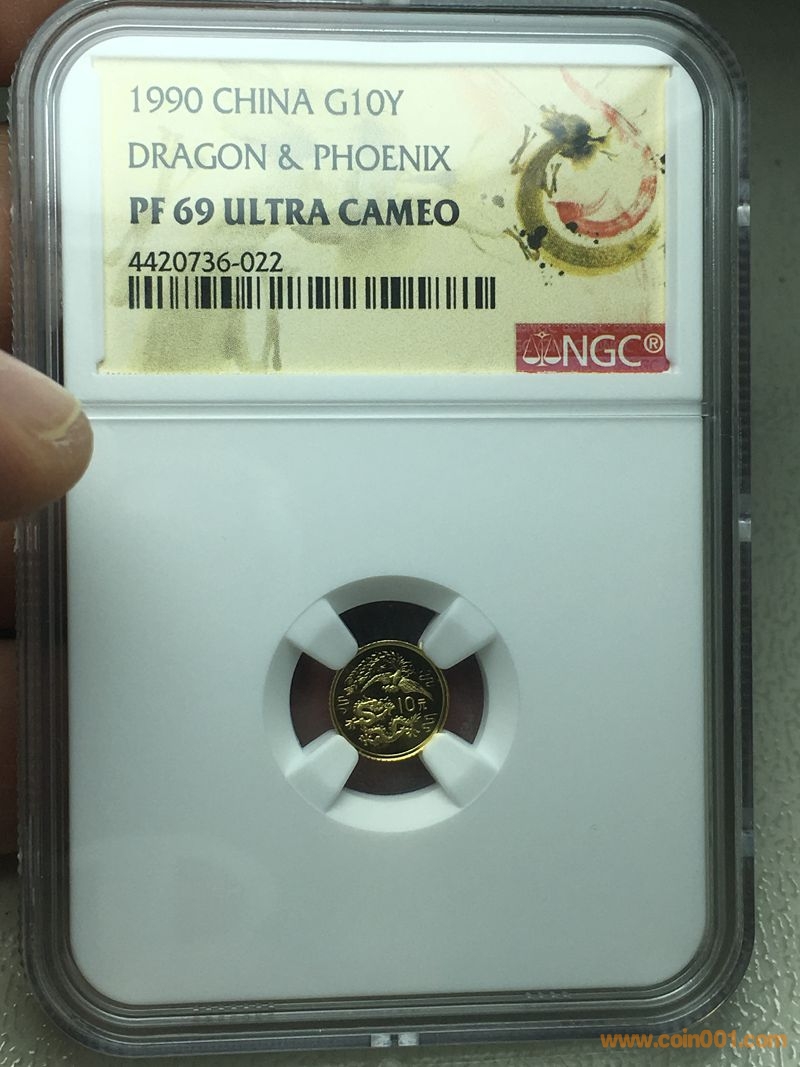 1990 CHINA G10Y
DRAGON & PHOENIX
PF 69 ULTRA CAMEO
4420736-022
NGC®
10元
www.coin001.com